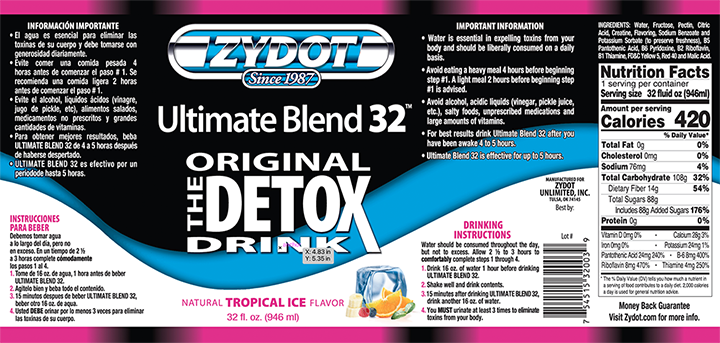 INFORMACIÓN IMPORTANTE
• El agua es esencial para eliminar las
toxinas de su cuerpo y debe tomarse con
generosidad diariamente.
• Evite comer una comida pesada 4
horas antes de comenzar el paso # 1. Se
recomienda una comida ligera 2 horas
antes de comenzar el paso # 1.
• Evite el alcohol, líquidos ácidos (vinagre,
jugo de pickle, etc), alimentos salados,
medicamentos no prescritos y grandes
cantidades de vitaminas.
• Para obtener mejores resultados, beba
ULTIMATE BLEND 32 de 4 a 5 horas después
de haberse despertado.
• ULTIMATE BLEND 32 es efectivo por un
periodode hasta 5 horas.
INSTRUCCIONES
PARA BEBER
Debemos tomar agua
a lo largo del día, pero no
en exceso. En un tiempo de 2 ½
a 3 horas complete cómodamente
los pasos 1 al 4.
1. Tome de 16 oz. de agua, 1 hora antes de beber
ULTIMATE BLEND 32.
2. Agítelo bien y beba todo el contenido.
3. 15 minutos despues de beber ULTIMATE BLEND 32,
beber otro 16 oz. de agua.
4. Usted DEBE orinar por lo menos 3 voces para eliminar
las toxinas de su cuerpo.
ZYDOT
Since 1987
Ultimate Blend 32™
ORIGINAL
THE DETOX
DRINK
X: 4.83 in
Y: 5.35 in
NATURAL TROPICAL ICE FLAVOR
32 fl. oz. (946 ml)
IMPORTANT INFORMATION
• Water is essential in expelling toxins from your
body and should be liberally consumed on a daily
basis.
• Avoid eating a heavy meal 4 hours before beginning
step #1. A light meal 2 hours before beginning step
#1 is advised.
• Avoid alcohol, acidic liquids (vinegar, pickle juice,
etc.), salty foods, unprescribed medications and
large amounts of vitamins.
• For best results drink Ultimate Blend 32 after you
have been awake 4 to 5 hours.
• Ultimate Blend 32 is effective for up to 5 hours.
MANUFACTURED FOR
ZYDOT
UNLIMITED, INC.
TULSA, OK 74145
Best by:
Lot #
DRINKING
INSTRUCTIONS
Water should be consumed throughout the day,
but not to excess. Allow 2 ½ to 3 hours to
comfortably complete steps 1 through 4.
1. Drink 16 oz. of water 1 hour before drinking
ULTIMATE BLEND 32.
2. Shake well and drink contents.
3. 15 minutes after drinking ULTIMATE BLEND 32,
drink another 16 oz. of water.
4. You MUST urinate at least 3 times to eliminate
toxins from your body.
7 54515 32003 9
INGREDIENTS: Water, Fructose, Pectin, Citric
Acid, Creatine, Flavoring, Sodium Benzoate and
Potassium Sorbate (to preserve freshness), B5
Pantothenic Acid, B6 Pyridoxine, B2 Riboflavin,
B1 Thiamine, FD&C Yellow 5, Red 40 and Malic Acid.
Nutrition Facts
1 serving per container
Serving size 32 fluid oz (946ml)
Amount per serving
Calories 420
% Daily Value*
Total Fat 0g 0%
Cholesterol 0mg 0%
Sodium 76mg 4%
Total Carbohydrate 108g 32%
Dietary Fiber 14g 54%
Total Sugars 88g
Includes 88g Added Sugars 176%
Protein 0g 0%
Vitamin D 0mg 0% • Calcium 28g 3%
Iron 0mg 0% • Potassium 24mg 1%
Pantothenic Acid 24mg 240% • B-6 8mg 400%
Riboflavin 8mg 470% • Thiamine 4mg 250%
* The % Daily Value (DV) tells you how much a nutrient in
a serving of food contributes to a daily diet. 2,000 calories
a day is used for general nutrition advice.
Money Back Guarantee
Visit Zydot.com for more info.